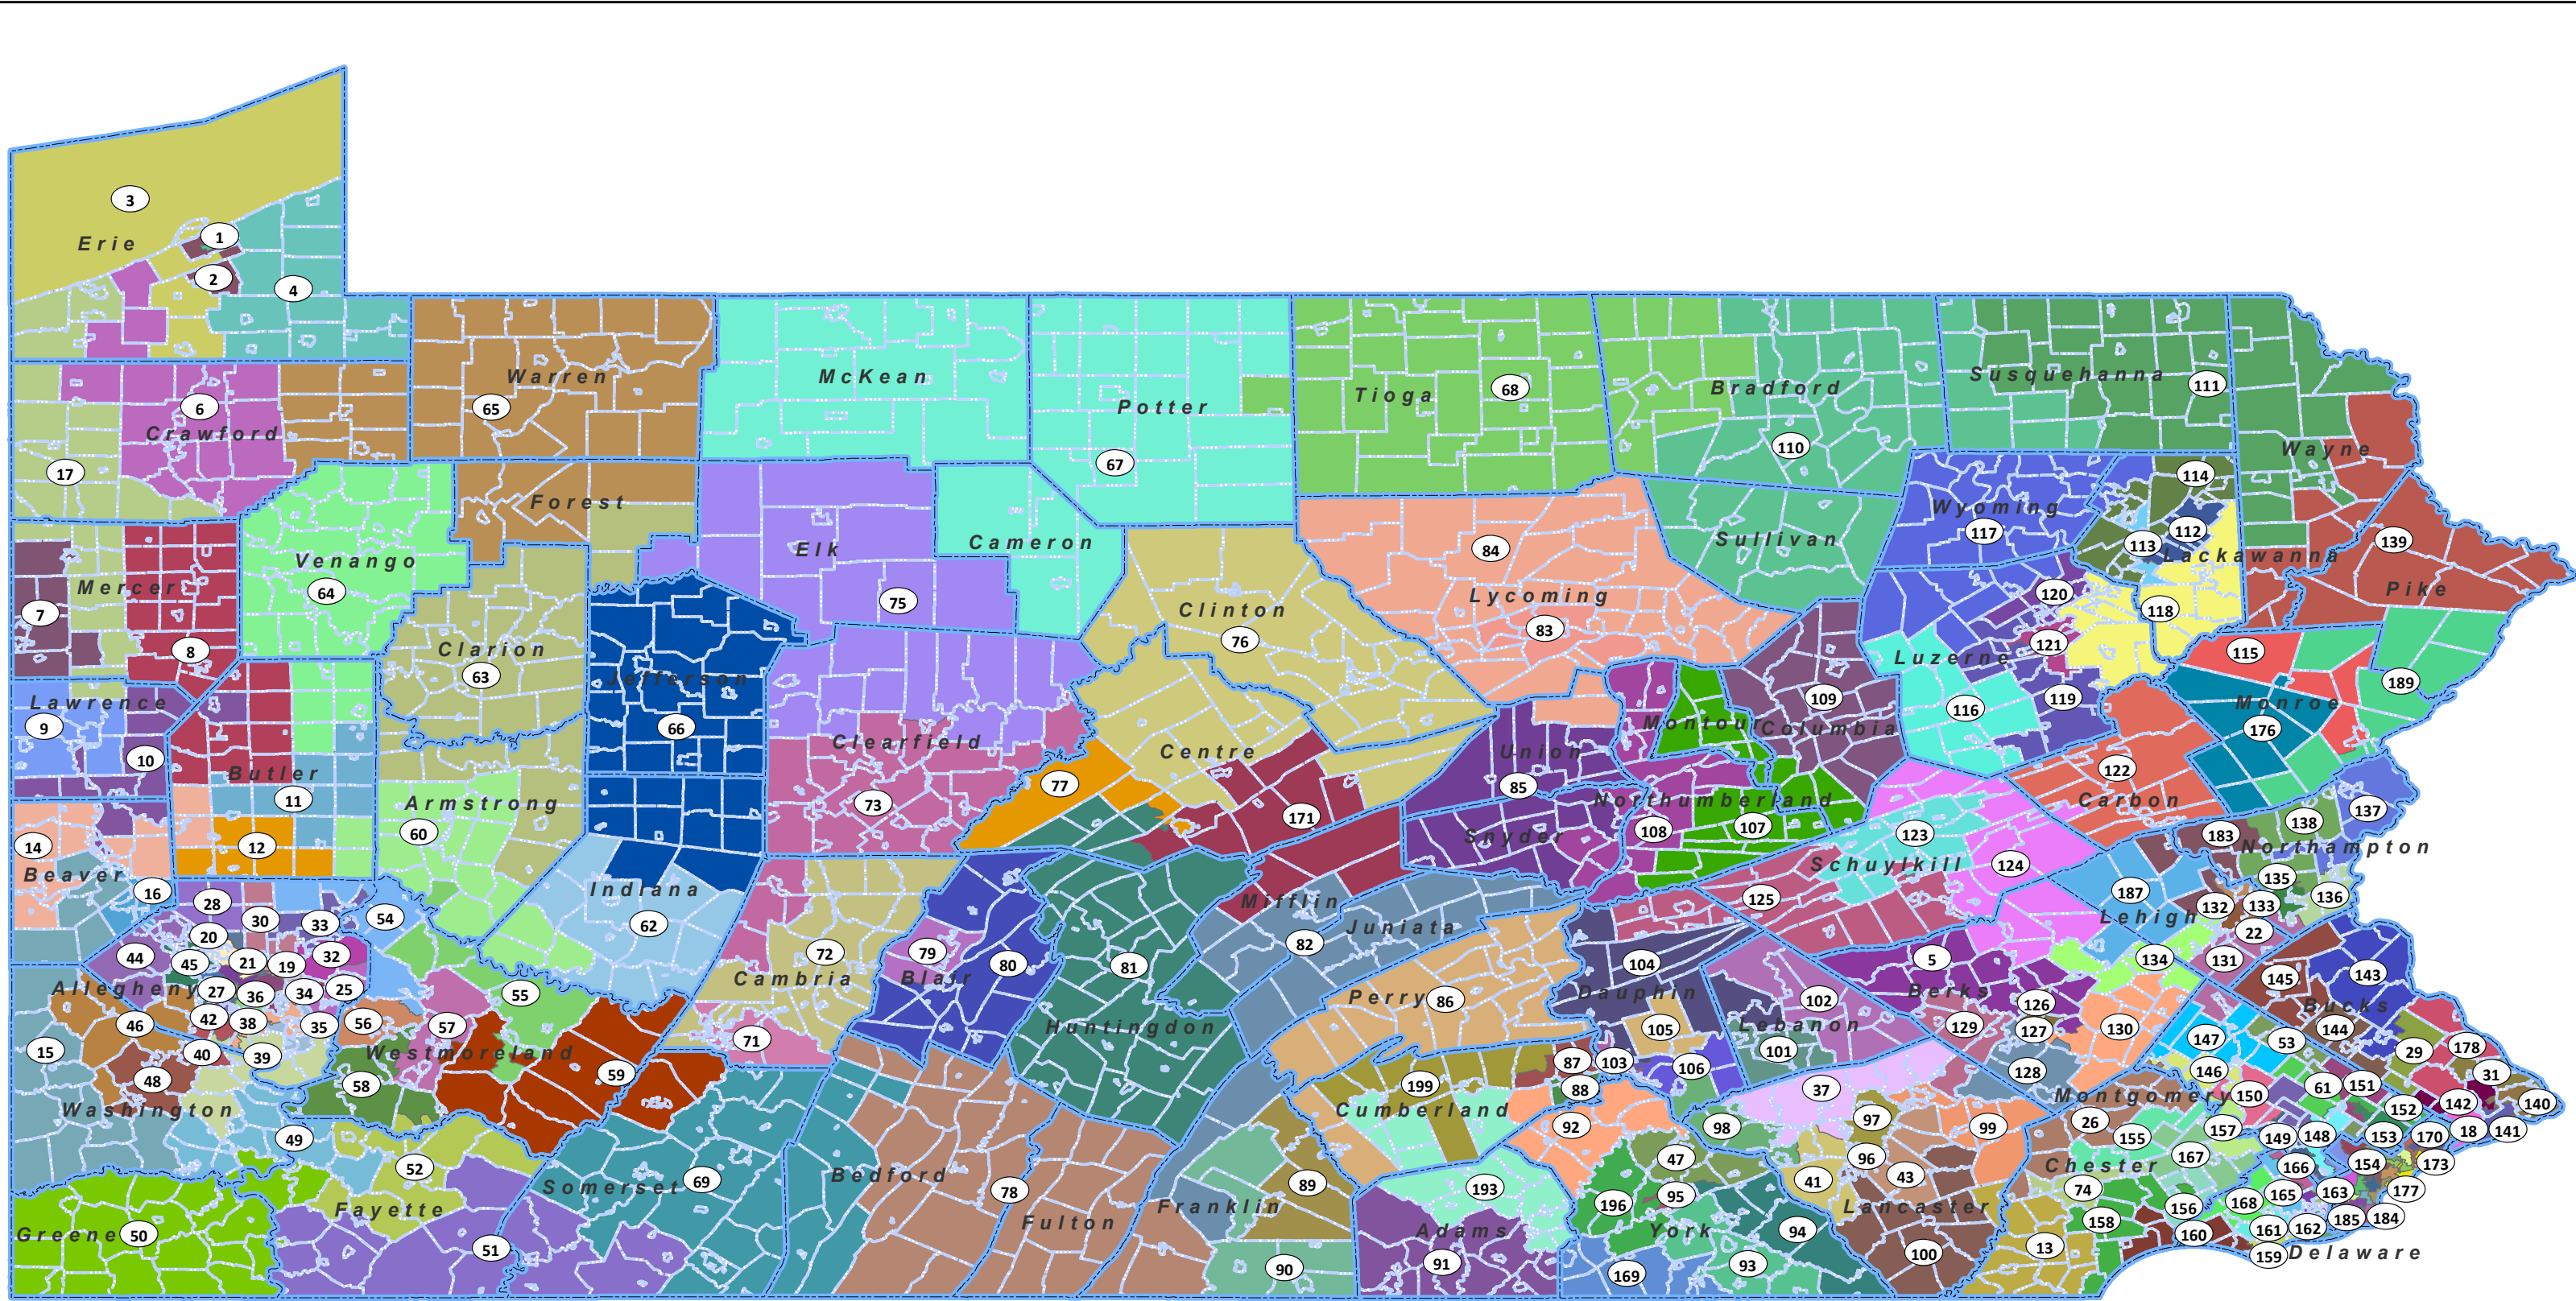 3
Erie
1
2
4
Warren
McKean
Tioga
68
Bradford
Susquehanna
111
6
65
Potter
Crawford
110
Wayne
17
67
114
Forest
Wyoming
117
112
Venango
Elk
Cameron
84
Sullivan
113
Lackawanna
139
Mercer
64
75
Clinton
Lycoming
120
118
Pike
7
76
83
8
Clarion
63
Jefferson
Luzerne
121
115
189
Lawrence
9
66
109
116
119
Monroe
176
10
Clearfield
Centre
Union
Montour
Columbia
Butler
11
73
77
85
122
Carbon
137
Armstrong
60
171
Northumberland
108
107
123
138
14
12
Snyder
Schuylkill
124
183
Northampton
Beaver
16
Indiana
Mifflin
125
187
135
136
28
30
33
54
62
Juniata
132
133
Lehigh
22
20
72
79
82
44
45
21
19
32
Cambria
Blair
80
81
104
5
134
131
Allegheny
27
36
34
25
55
Perry
86
Dauphin
102
Berks
126
145
143
Bucks
46
42
38
35
56
57
Huntingdon
105
Lebanon
129
127
130
147
53
144
15
40
39
Westmoreland
71
101
29
178
48
58
59
87
103
106
128
146
31
Washington
199
88
37
Montgomery
150
61
151
142
140
Cumberland
152
49
92
98
97
99
26
155
157
149
148
153
170
18
141
52
47
96
Chester
167
166
154
173
Somerset
69
Bedford
78
89
193
41
43
74
165
163
177
Fayette
Fulton
Franklin
196
95
Lancaster
158
156
168
185
184
Greene
50
51
Adams
91
York
94
100
13
160
161
162
159
Delaware
90
169
93